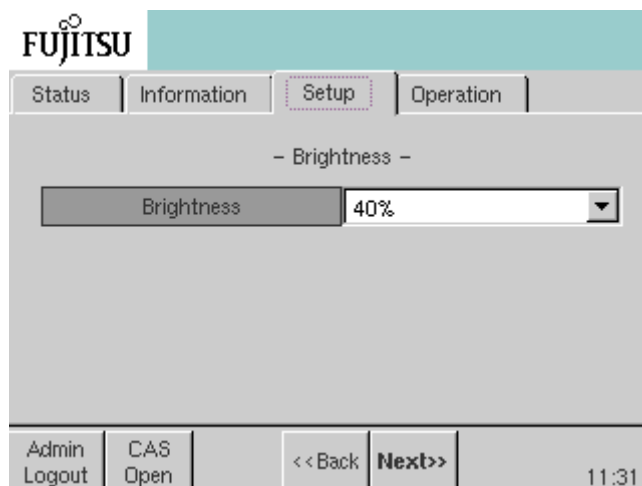 FUJITSU
Status Information Setup Operation
- Brightness -
Brightness 40%
Admin Logout CAS Open <<Back Next>> 11:31